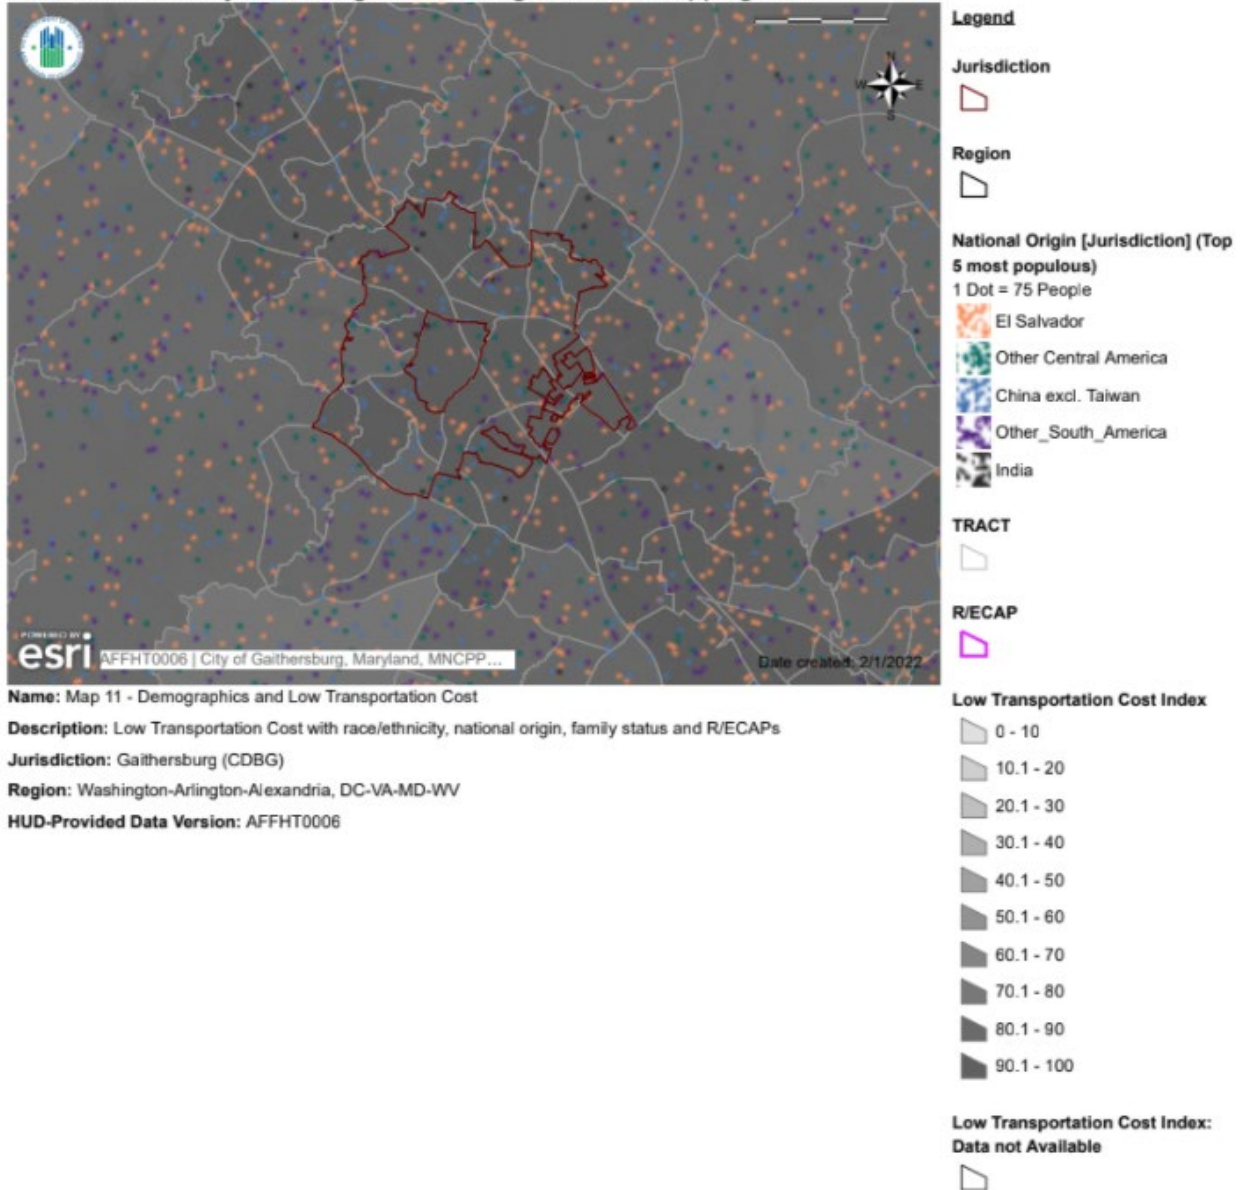 N
W
E
S
POWERED BY
esri
AFFHT0006 | City of Gaithersburg, Maryland, MNCPP...
Date created: 2/1/2022
Name: Map 11 - Demographics and Low Transportation Cost
Description: Low Transportation Cost with race/ethnicity, national origin, family status and R/ECAPs
Jurisdiction: Gaithersburg (CDBG)
Region: Washington-Arlington-Alexandria, DC-VA-MD-WV
HUD-Provided Data Version: AFFHT0006
Legend
Jurisdiction
Region
National Origin [Jurisdiction] (Top
5 most populous)
1 Dot = 75 People
El Salvador
Other Central America
China excl. Taiwan
Other_South_America
India
TRACT
R/ECAP
Low Transportation Cost Index
0 - 10
10.1 - 20
20.1 - 30
30.1 - 40
40.1 - 50
50.1 - 60
60.1 - 70
70.1 - 80
80.1 - 90
90.1 - 100
Low Transportation Cost Index:
Data not Available